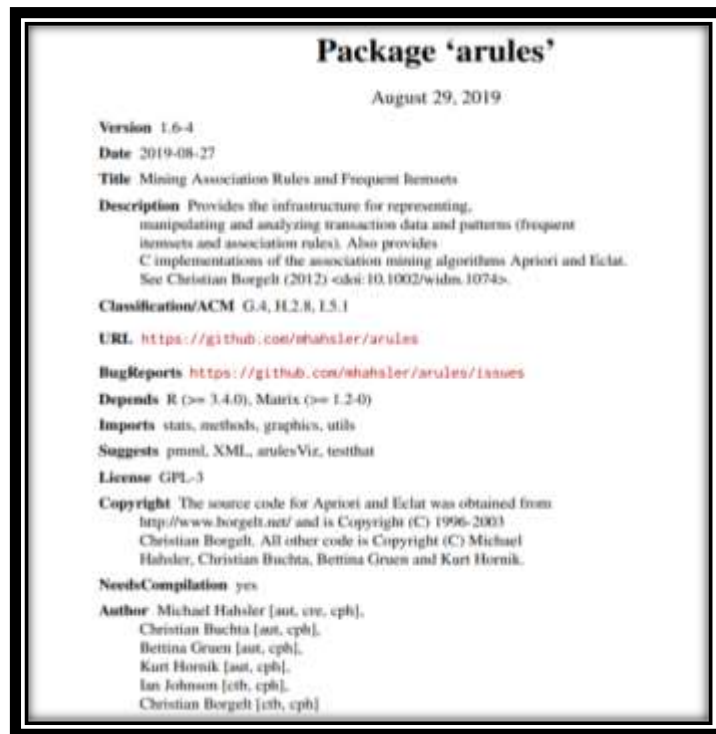 Package ‘arules’
August 29, 2019
Version 1.6-4
Date 2019-08-27
Title Mining Association Rules and Frequent Itemsets
Description Provides the infrastructure for representing,
manipulating and analyzing transaction data and patterns (frequent
itemsets and association rules). Also provides
C implementations of the association mining algorithms Apriori and Eclat.
See Christian Borgelt (2012) <doi:10.1002/widm.1074>.
Classification/ACM G.4, H.2.8, I.5.1
URL https://github.com/mhahsler/arules
BugReports https://github.com/mhahsler/arules/issues
Depends R (>= 3.4.0), Matrix (>= 1.2-0)
Imports stats, methods, graphics, utils
Suggests pmml, XML, arulesViz, testthat
License GPL-3
Copyright The source code for Apriori and Eclat was obtained from
http://www.borgelt.net/ and is Copyright (C) 1996-2003
Christian Borgelt. All other code is Copyright (C) Michael
Hahsler, Christian Buchta, Bettina Gruen and Kurt Hornik.
NeedsCompilation yes
Author Michael Hahsler [aut, cre, cph],
Christian Buchta [aut, cph],
Bettina Gruen [aut, cph],
Kurt Hornik [aut, cph],
Ian Johnson [ctb, cph],
Christian Borgelt [ctb, cph]